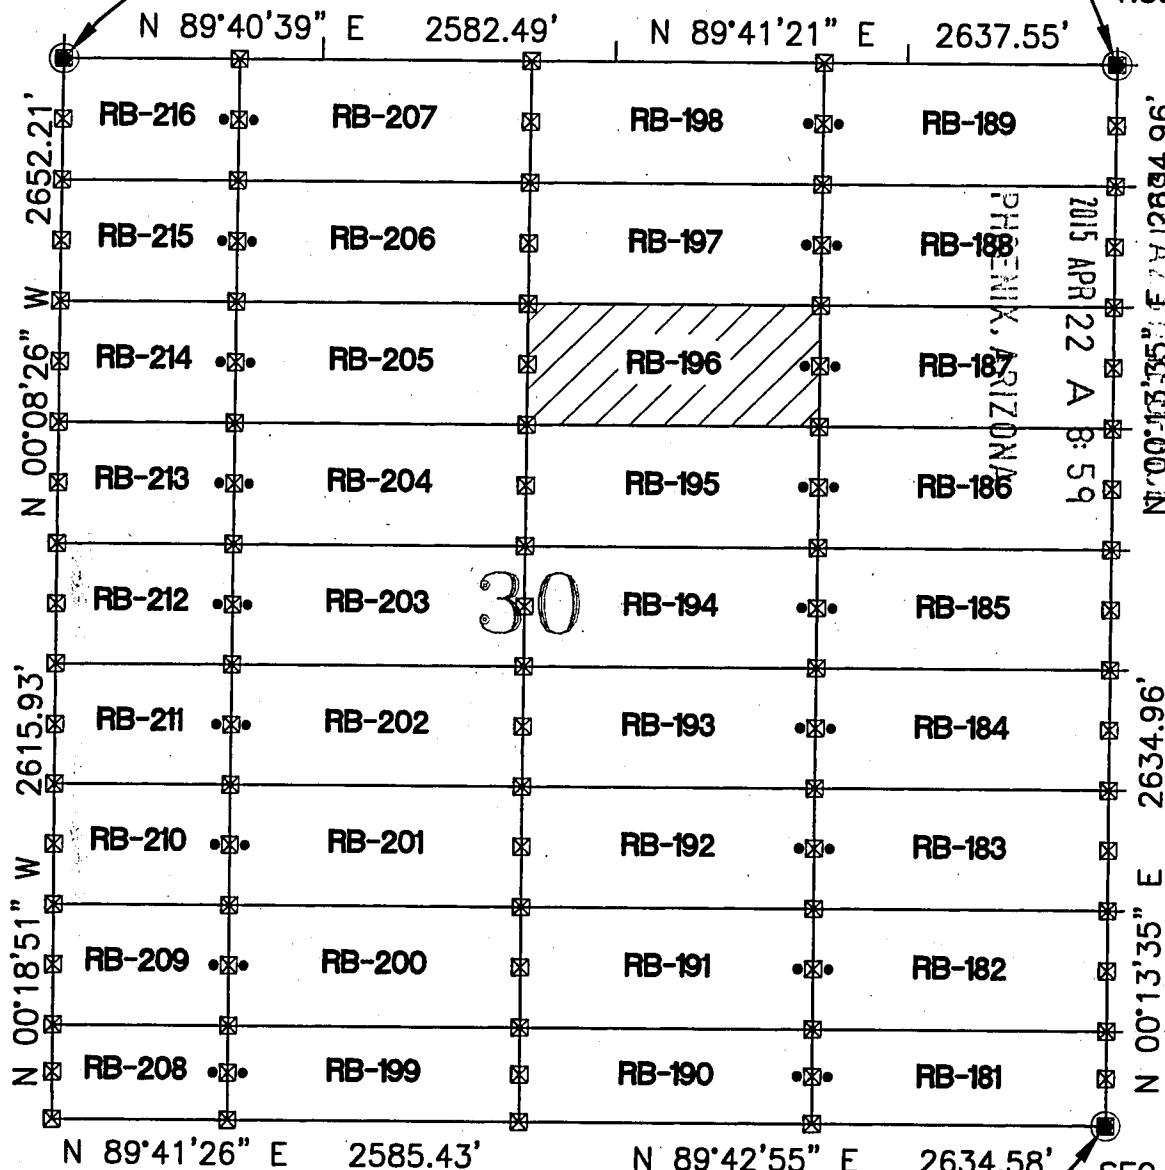 N 89°40'39" E 2582.49' N 89°41'21" E 2637.55'
2652.21'
N 00°08'26" W
2615.93'
N 00°18'51" W
RB-216 RB-207 RB-198 RB-189
RB-215 RB-206 RB-197 RB-188
RB-214 RB-205 RB-196 RB-187
RB-213 RB-204 RB-195 RB-186
RB-212 RB-203 30 RB-194 RB-185
RB-211 RB-202 RB-193 RB-184
RB-210 RB-201 RB-192 RB-183
RB-209 RB-200 RB-191 RB-182
RB-208 RB-199 RB-190 RB-181
PHOENIX, ARIZONA
2015 APR 22 A 8:59
N 00°13'35" E
2634.96'
N 00°13'35" E
N 89°41'26" E 2585.43' N 89°42'55" E 2634.58'